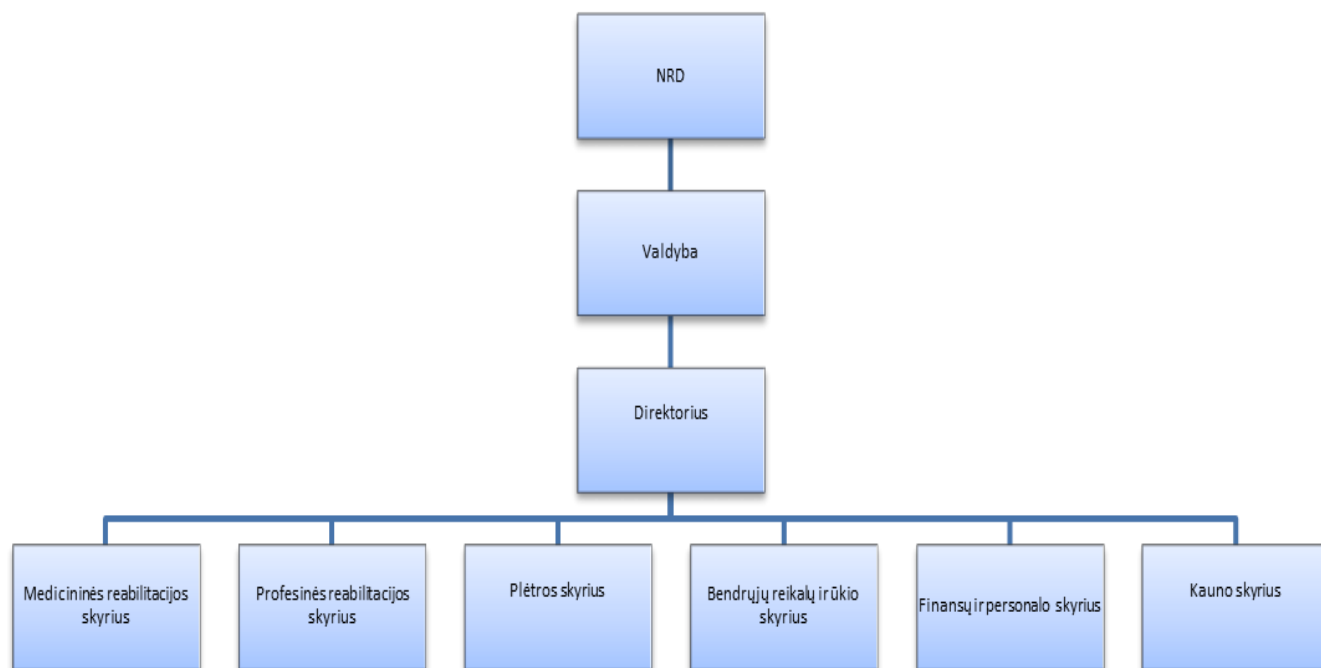 NRD
Valdyba
Direktorius
Medicininės reabilitacijos
skyrius
Profesinės reabilitacijos
skyrius
Plėtros skyrius
Bendrųjų reikalų ir ūkio
skyrius
Finansų ir personalo skyrius
Kauno skyrius